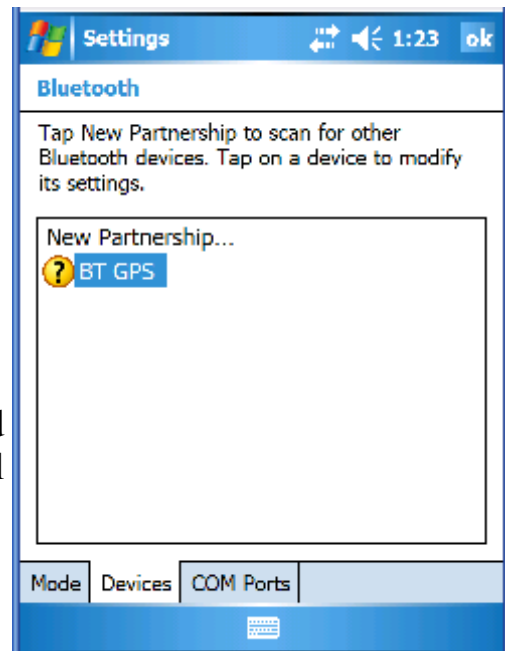 Settings 1:23 ok
Bluetooth
Tap New Partnership to scan for other
Bluetooth devices. Tap on a device to modify
its settings.
New Partnership...
? BT GPS
Mode Devices COM Ports